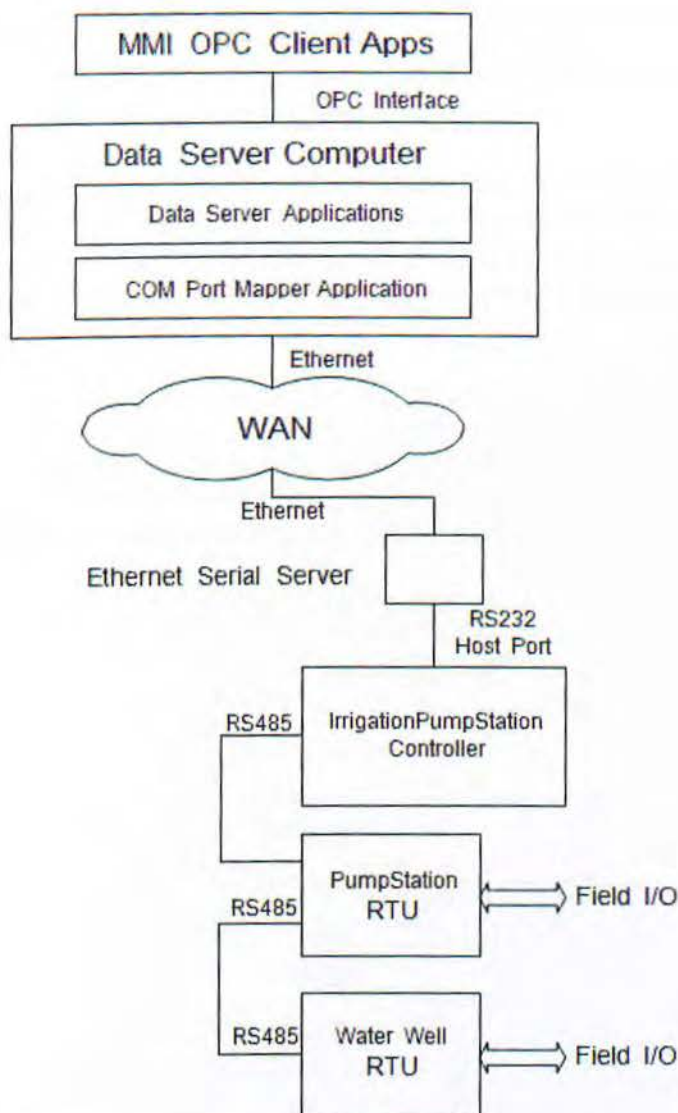 MMI OPC Client Apps
OPC Interface
Data Server Computer
Data Server Applications
COM Port Mapper Application
Ethernet
WAN
Ethernet
Ethernet Serial Server
RS232
Host Port
RS485
IrrigationPumpStation
Controller
PumpStation
RTU
RS485
Field I/O
RS485
Water Well
RTU
Field I/O